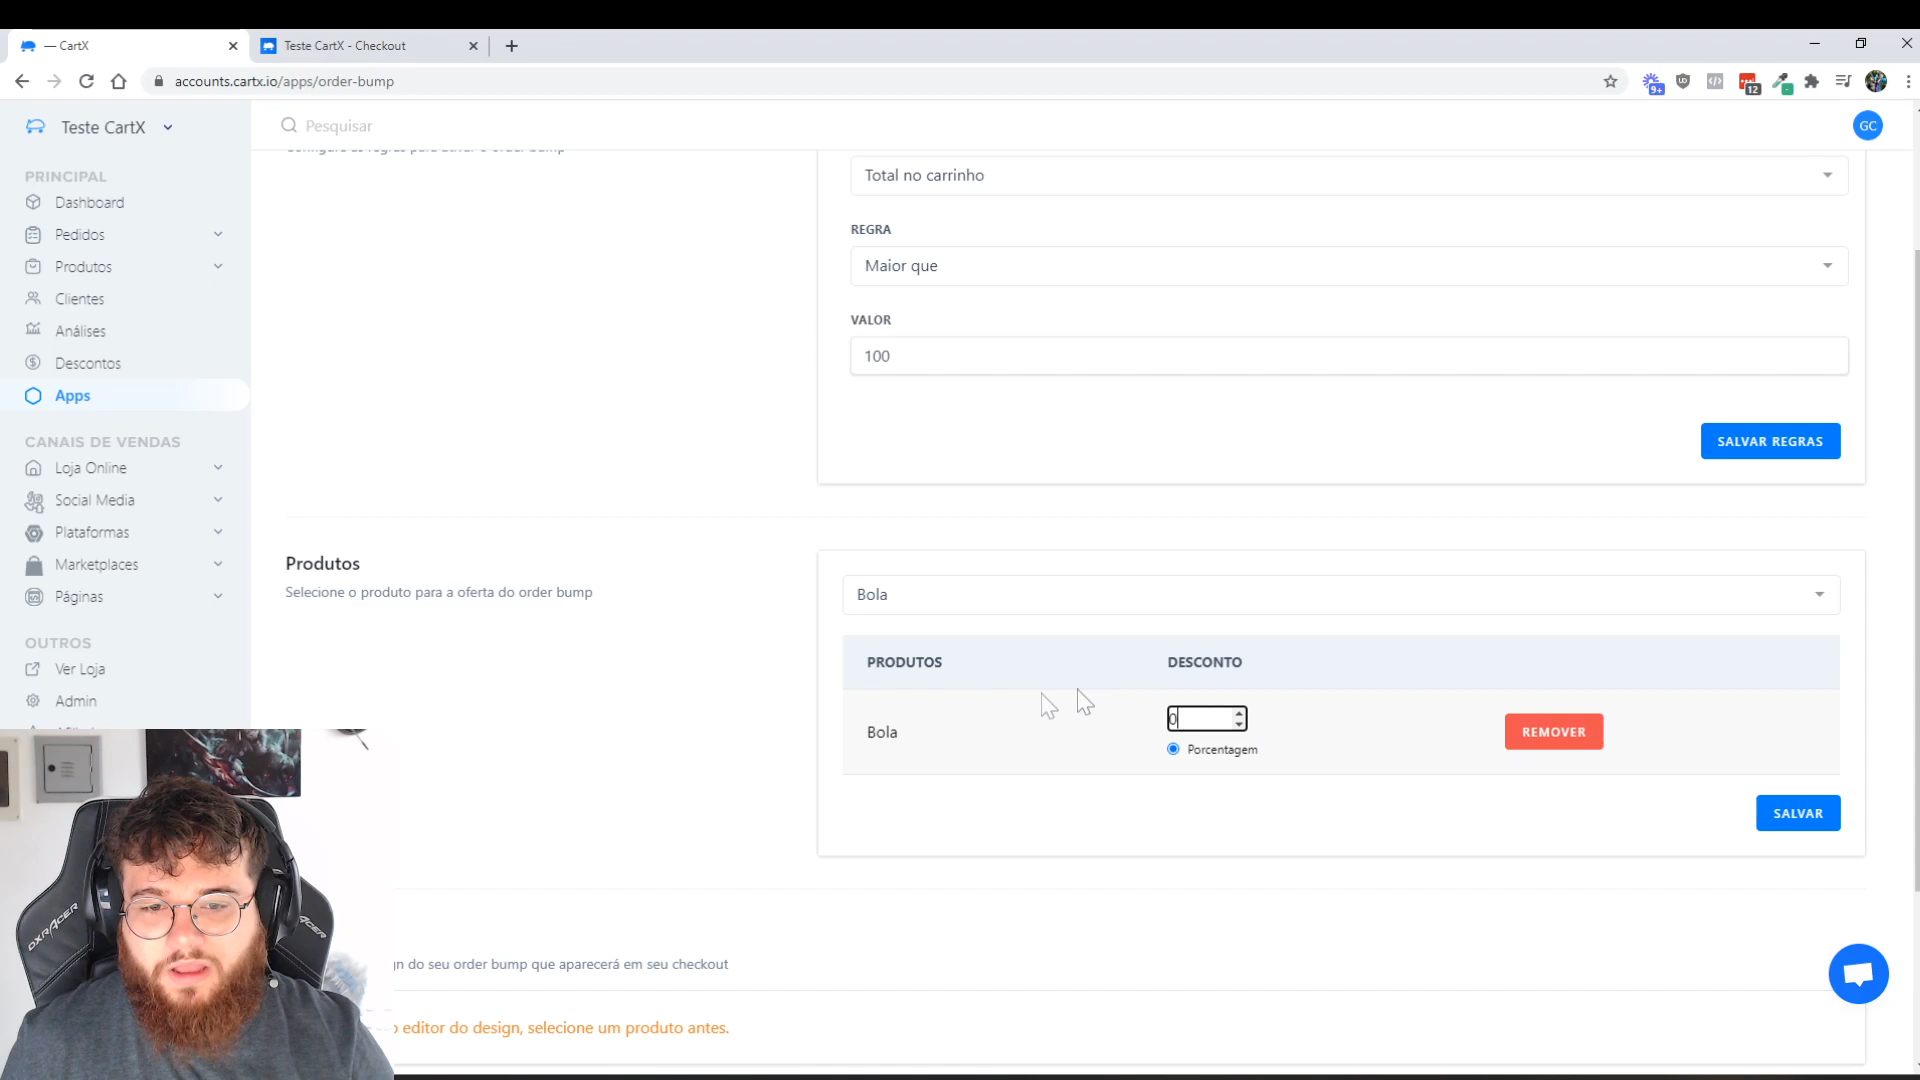 — CartX
Teste CartX - Checkout
accounts.cartx.io/apps/order-bump
9+
12
Teste CartX
Pesquisar
GC
PRINCIPAL
Dashboard
Pedidos
Produtos
Clientes
Análises
Descontos
Apps
CANAIS DE VENDAS
Loja Online
Social Media
Plataformas
Marketplaces
Páginas
OUTROS
Ver Loja
Admin
Total no carrinho
REGRA
Maior que
VALOR
100
SALVAR REGRAS
Produtos
Selecione o produto para a oferta do order bump
Bola
PRODUTOS
DESCONTO
Bola
0
Porcentagem
REMOVER
SALVAR
do seu order bump que aparecerá em seu checkout
editor do design, selecione um produto antes.
DXRACER